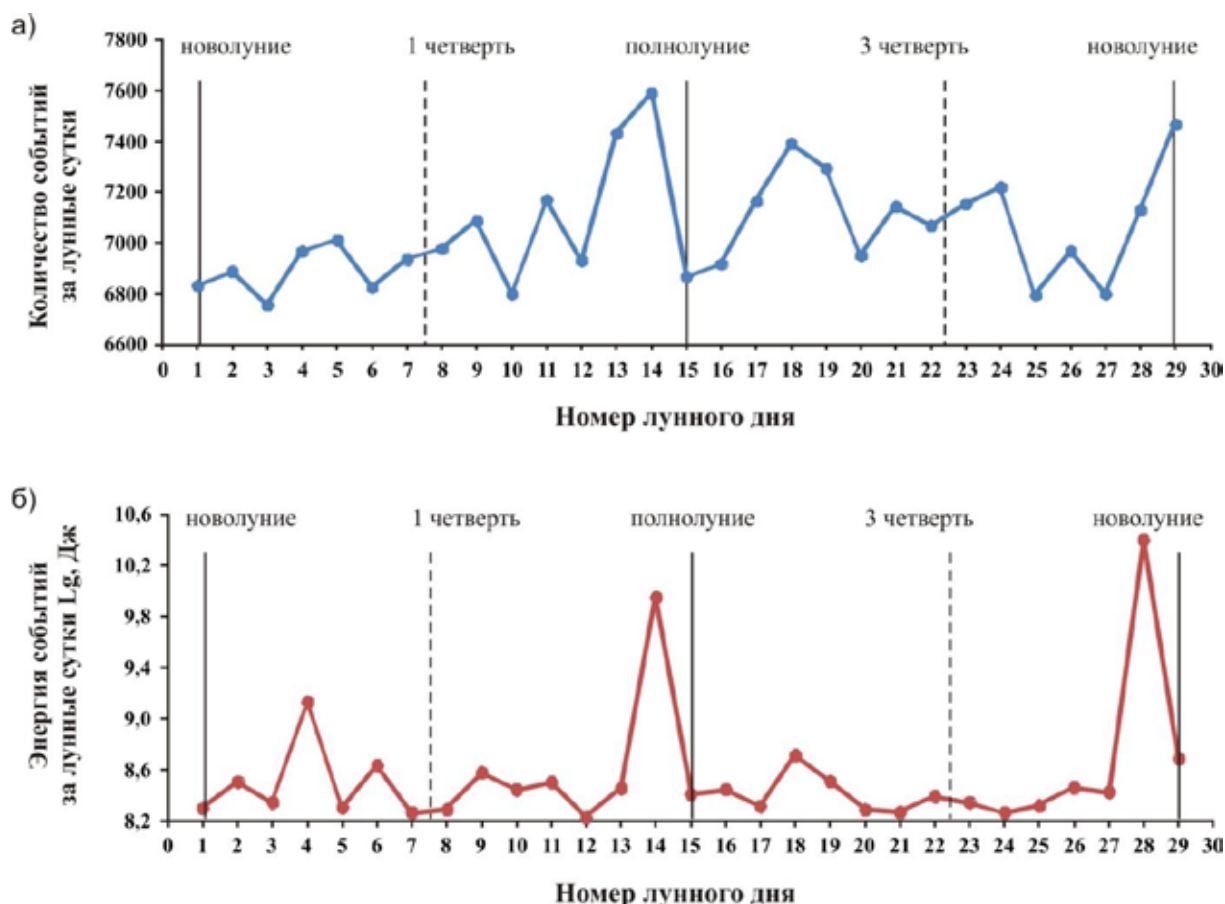 а)
новолуние 1 четверть полнолуние 3 четверть новолуние
Количество событий
за лунные сутки
7800
7600
7400
7200
7000
6800
6600
0 1 2 3 4 5 6 7 8 9 10 11 12 13 14 15 16 17 18 19 20 21 22 23 24 25 26 27 28 29 30
Номер лунного дня
б)
новолуние 1 четверть полнолуние 3 четверть новолуние
Энергия событий
за лунные сутки Lg, Дж
10,6
10,2
9,8
9,4
9,0
8,6
8,2
0 1 2 3 4 5 6 7 8 9 10 11 12 13 14 15 16 17 18 19 20 21 22 23 24 25 26 27 28 29 30
Номер лунного дня